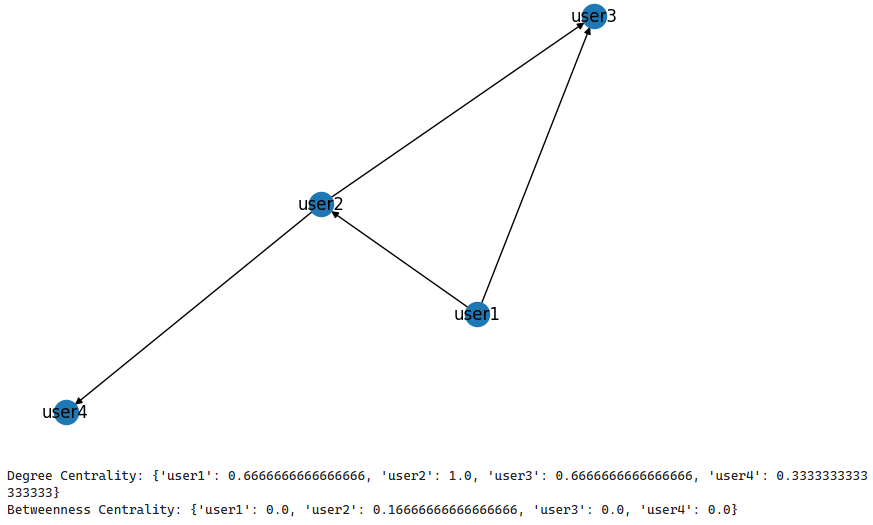 user3
user2
user1
user4
Degree Centrality: {'user1': 0.6666666666666666, 'user2': 1.0, 'user3': 0.6666666666666666, 'user4': 0.3333333333
333333}
Betweenness Centrality: {'user1': 0.0, 'user2': 0.16666666666666666, 'user3': 0.0, 'user4': 0.0}